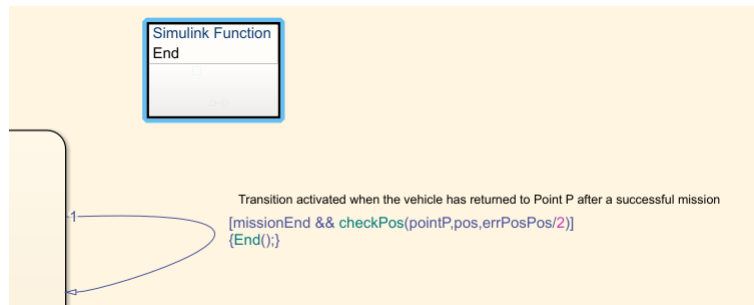 Simulink Function
End
1
Transition activated when the vehicle has returned to Point P after a successful mission
[missionEnd && checkPos(pointP,pos,errPosPos/2)]
{End();}